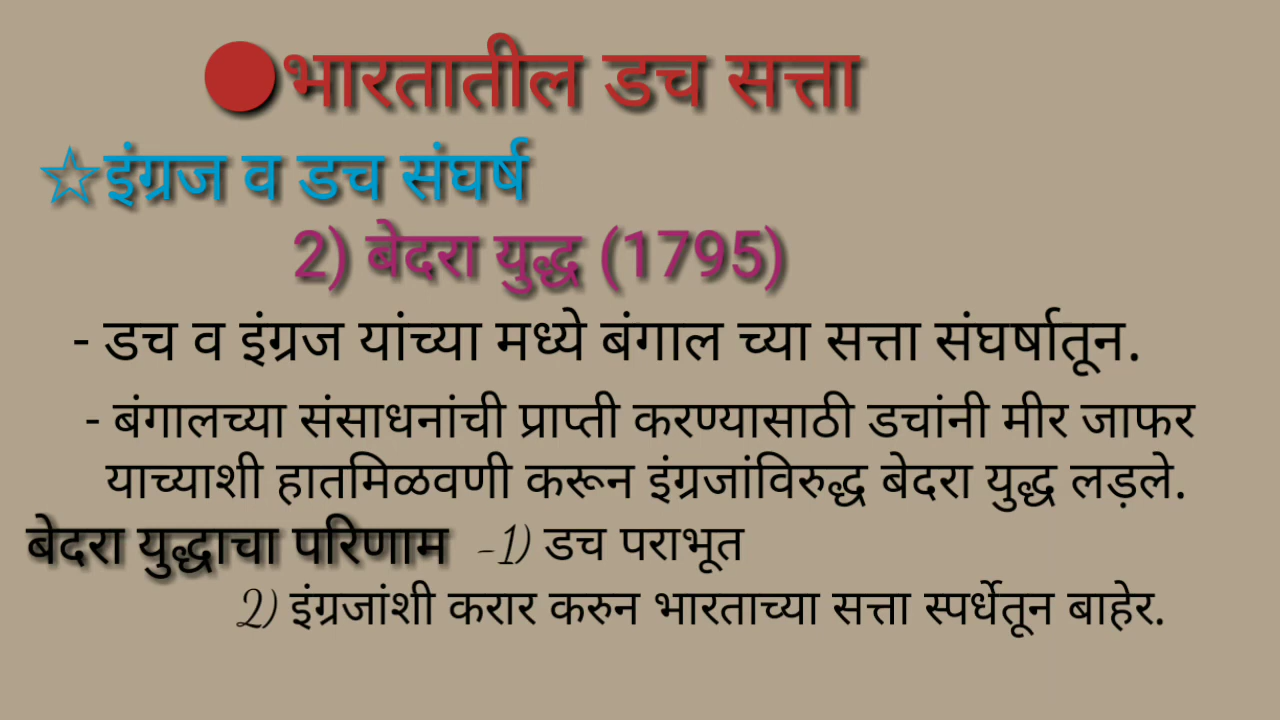 ●भारतातील डच सत्ता
☆इंग्रज व डच संघर्ष
2) बेदरा युद्ध (1795)
- डच व इंग्रज यांच्या मध्ये बंगाल च्या सत्ता संघर्षातून.
- बंगालच्या संसाधनांची प्राप्ती करण्यासाठी डचांनी मीर जाफर
याच्याशी हातमिळवणी करून इंग्रजांविरुद्ध बेदरा युद्ध लड़ले.
बेदरा युद्धाचा परिणाम -1) डच पराभूत
2) इंग्रजांशी करार करुन भारताच्या सत्ता स्पर्धेतून बाहेर.